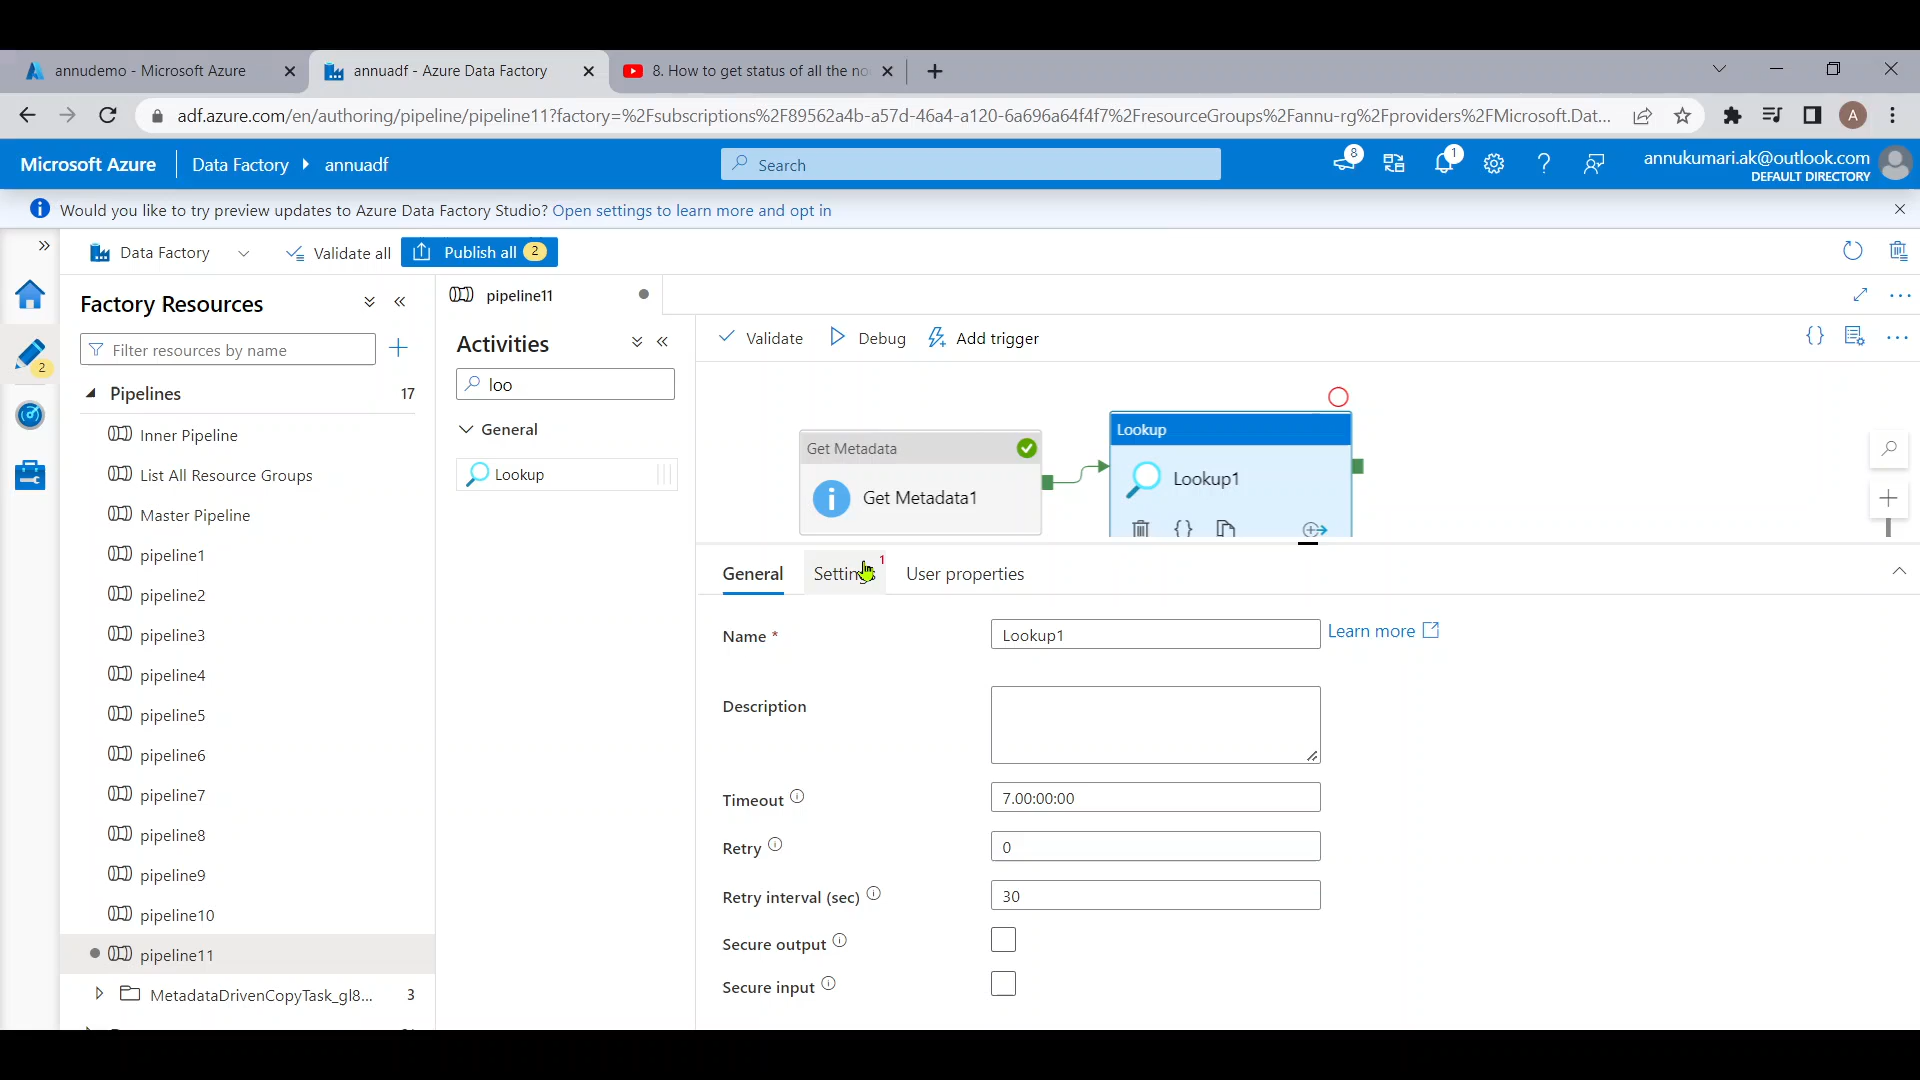 annudemo - Microsoft Azure
annuadf - Azure Data Factory
8. How to get status of all the no
adf.azure.com/en/authoring/pipeline/pipeline11?factory=%2Fsubscriptions%2F89562a4b-a57d-46a4-a120-6a696a64f4f7%2FresourceGroups%2Fannu-rg%2Fproviders%2FMicrosoft.Dat...
A
Microsoft Azure
Data Factory
annuadf
Search
8
1
annukumari.ak@outlook.com
DEFAULT DIRECTORY
Would you like to try preview updates to Azure Data Factory Studio? Open settings to learn more and opt in
Data Factory
Validate all
Publish all 2
2
Factory Resources
Filter resources by name
Pipelines 17
Inner Pipeline
List All Resource Groups
Master Pipeline
pipeline1
pipeline2
pipeline3
pipeline4
pipeline5
pipeline6
pipeline7
pipeline8
pipeline9
pipeline10
pipeline11
MetadataDrivenCopyTask_gl8... 3
pipeline11
Activities
loo
General
Lookup
Validate
Debug
Add trigger
Get Metadata
Get Metadata1
Lookup
Lookup1
General
Settings 1
User properties
Name *
Lookup1
Learn more
Description
Timeout
7.00:00:00
Retry
0
Retry interval (sec)
30
Secure output
Secure input